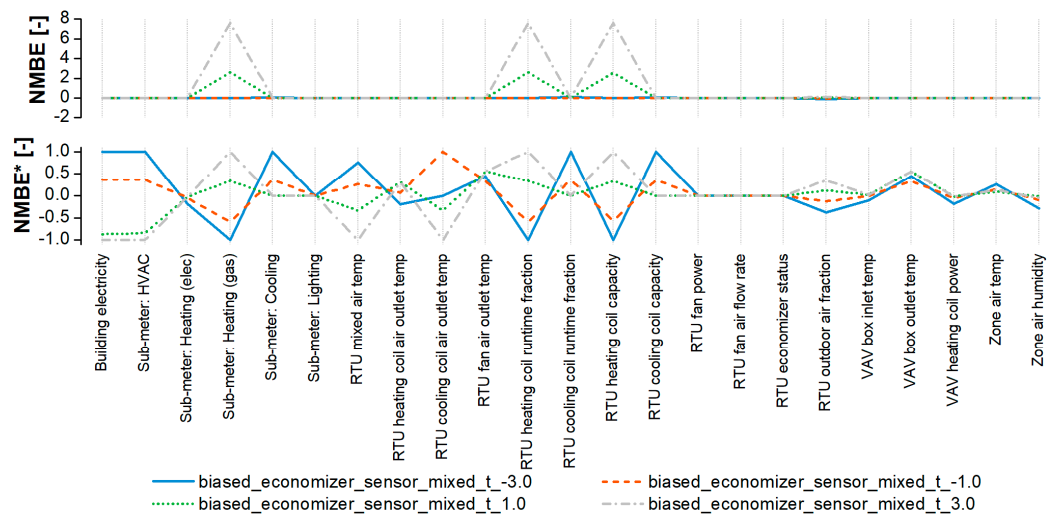 NMBE [-]
8
6
4
2
0
-2
NMBE* [-]
1.0
0.5
0.0
-0.5
-1.0
Building electricity
Sub-meter: HVAC
Sub-meter: Heating (elec)
Sub-meter: Heating (gas)
Sub-meter: Cooling
Sub-meter: Lighting
RTU mixed air temp
RTU heating coil air outlet temp
RTU cooling coil air outlet temp
RTU fan air outlet temp
RTU heating coil runtime fraction
RTU cooling coil runtime fraction
RTU heating coil capacity
RTU cooling coil capacity
RTU fan power
RTU fan air flow rate
RTU economizer status
RTU outdoor air fraction
VAV box inlet temp
VAV box outlet temp
VAV heating coil power
Zone air temp
Zone air humidity
biased_economizer_sensor_mixed_t_-3.0
biased_economizer_sensor_mixed_t_-1.0
biased_economizer_sensor_mixed_t_1.0
biased_economizer_sensor_mixed_t_3.0